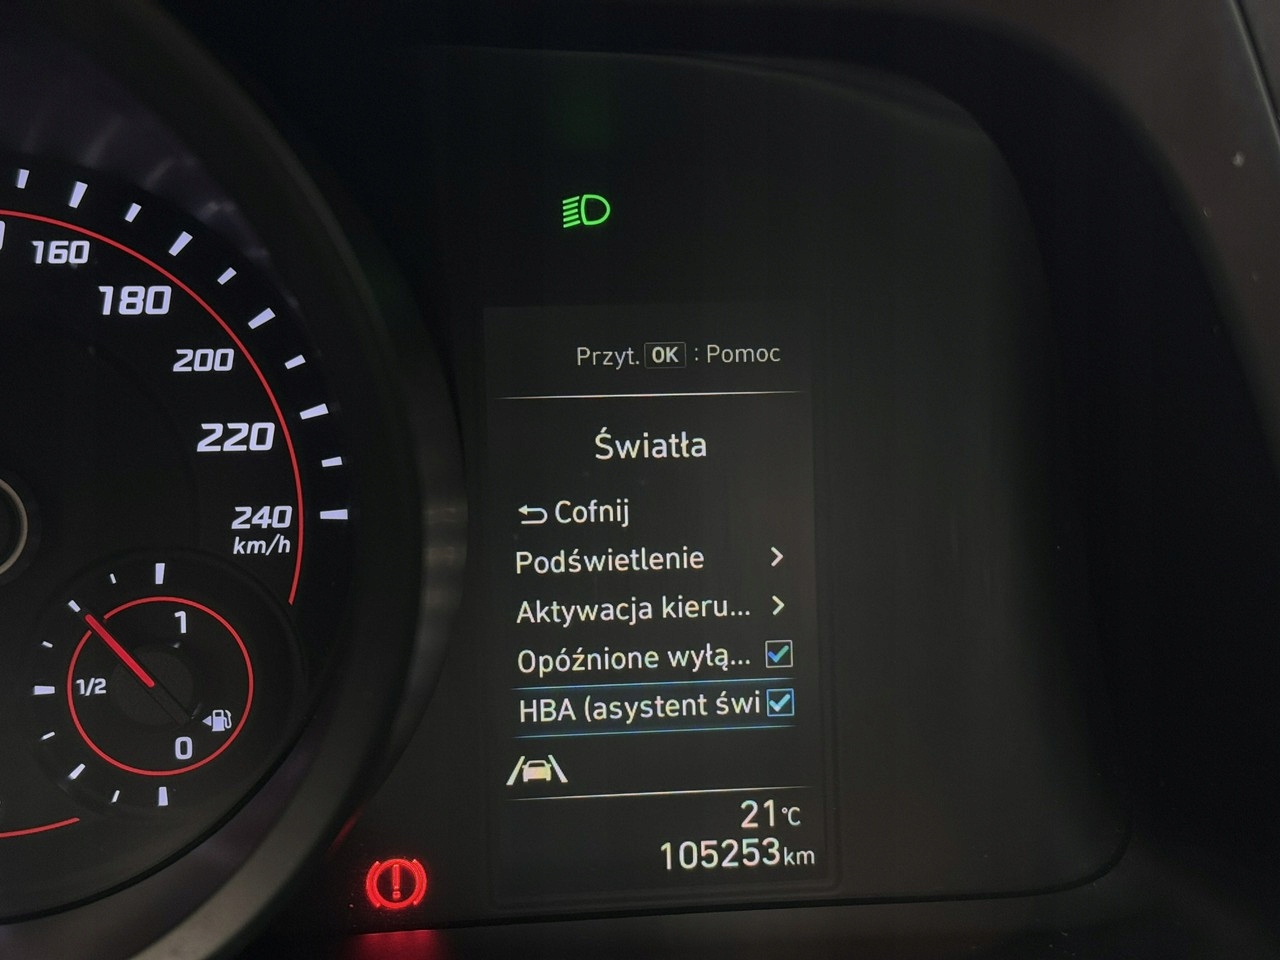 160
180
200
220
240
km/h
1
1/2
0
Przyt. OK : Pomoc
Światła
Cofnij
Podświetlenie
Aktywacja kieru...
Opóźnione wyłą...
HBA (asystent świ
21°C
105253km